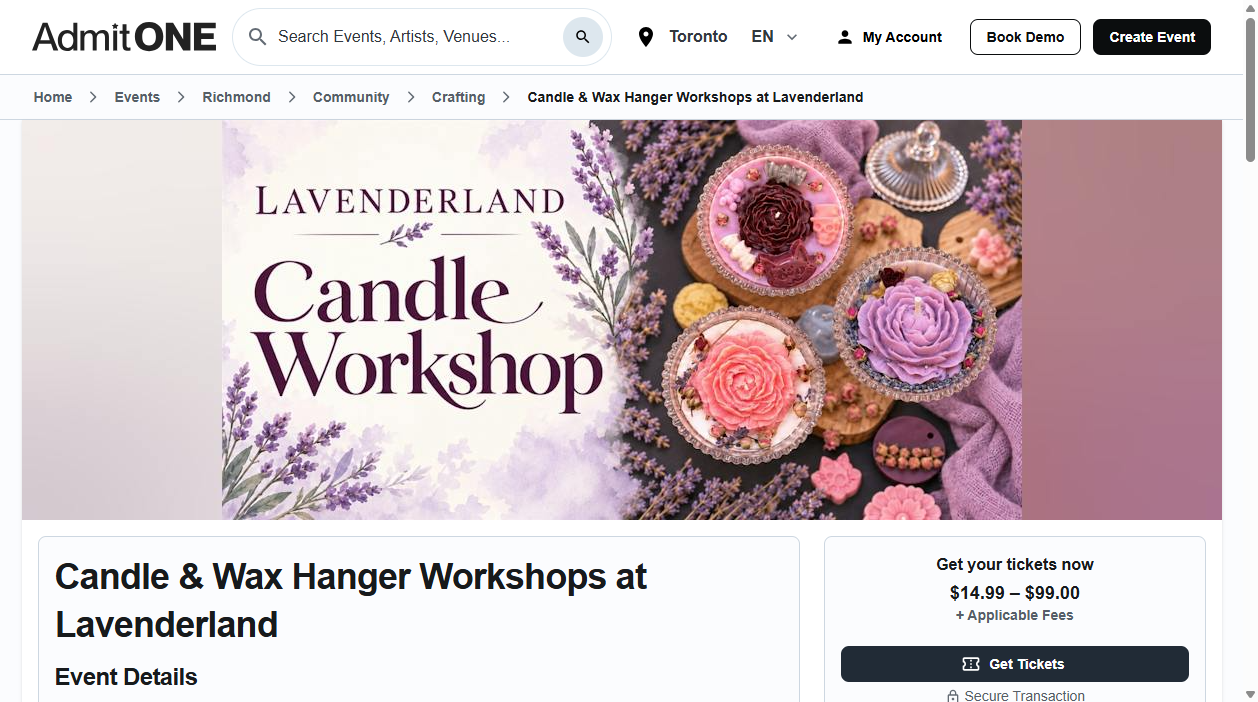 AdmitONE
Search Events, Artists, Venues...
Toronto
EN
My Account
Book Demo
Create Event
Home
Events
Richmond
Community
Crafting
Candle & Wax Hanger Workshops at Lavenderland
LAVENDERLAND
Candle
Workshop
Candle & Wax Hanger Workshops at
Lavenderland
Event Details
Get your tickets now
$14.99 – $99.00
+ Applicable Fees
Get Tickets
Secure Transaction